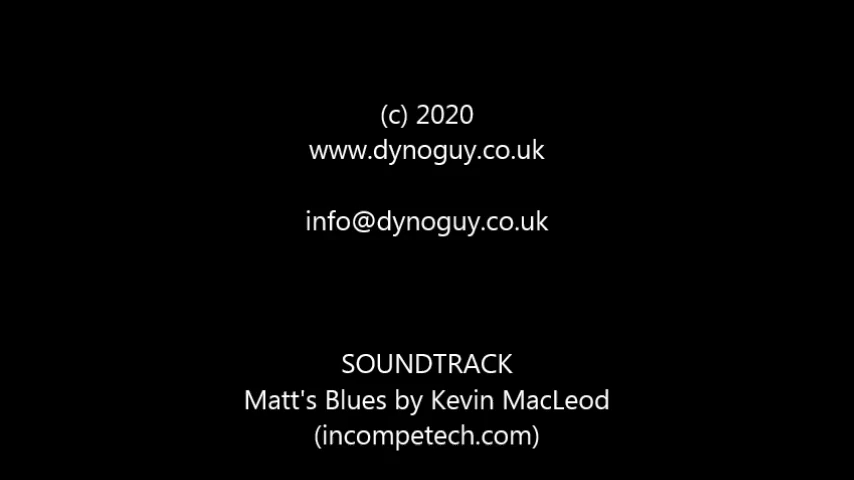 (c) 2020
www.dynoguy.co.uk
info@dynoguy.co.uk
SOUNDTRACK
Matt's Blues by Kevin MacLeod
(incompetech.com)